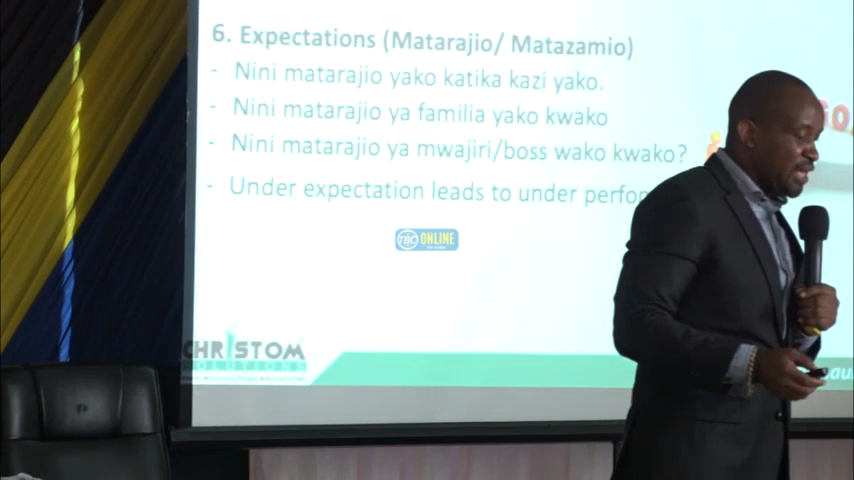 6. Expectations (Matarajio/ Matazamio)
- Nini matarajio yako katika kazi yako.
- Nini matarajio ya familia yako kwako
- Nini matarajio ya mwajiri/boss wako kwako?
- Under expectation leads to under perfor
TBC ONLINE
CHRISTOM
SOLUTIONS